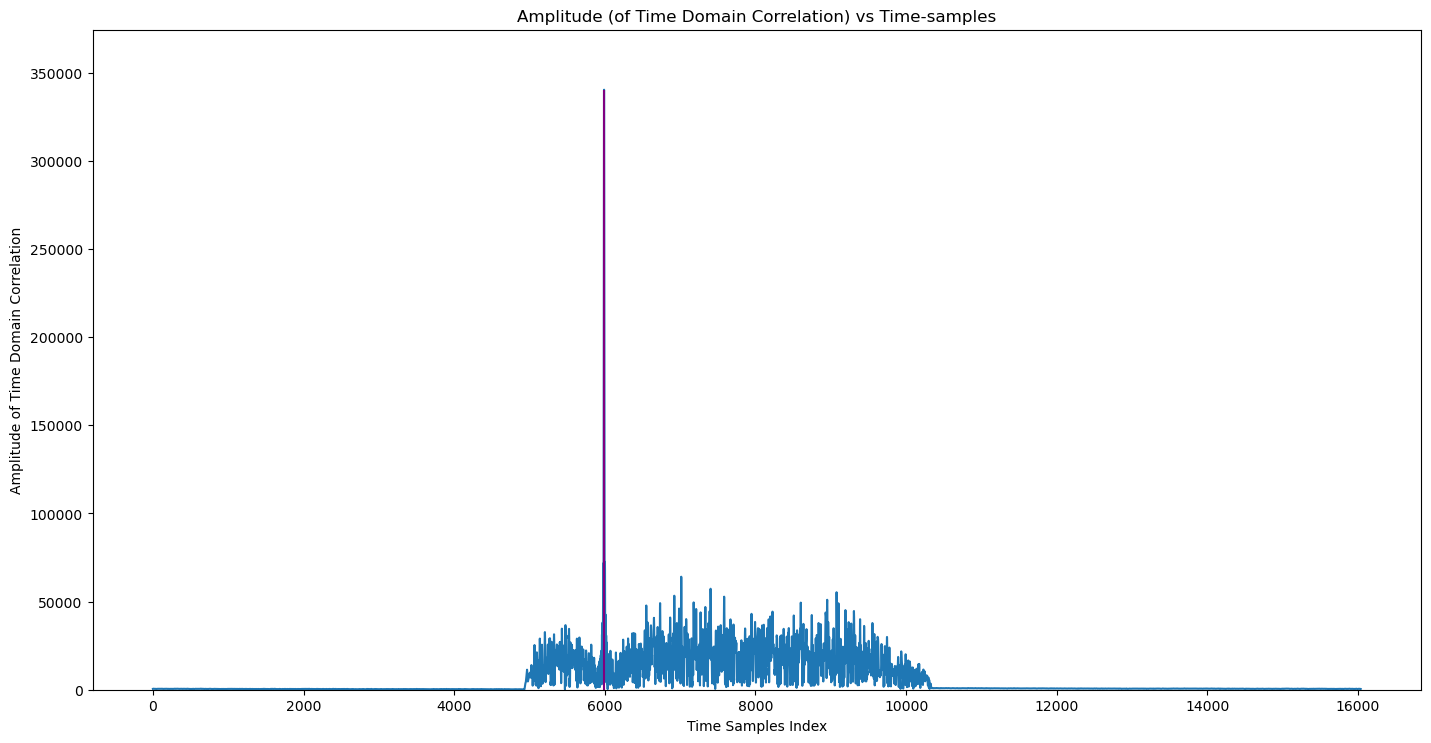 Amplitude (of Time Domain Correlation) vs Time-samples
350000
300000
250000
200000
150000
100000
50000
0
Amplitude of Time Domain Correlation
0 2000 4000 6000 8000 10000 12000 14000 16000
Time Samples Index